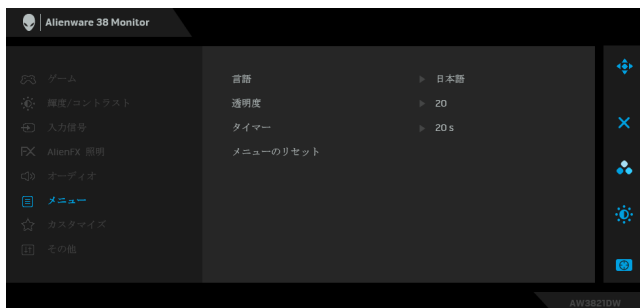 Alienware 38 Monitor
ゲーム
輝度/コントラスト
入力信号
AlienFX 照明
オーディオ
メニュー
カスタマイズ
その他
言語 日本語
透明度 20
タイマー 20 s
メニューのリセット
AW3821DW